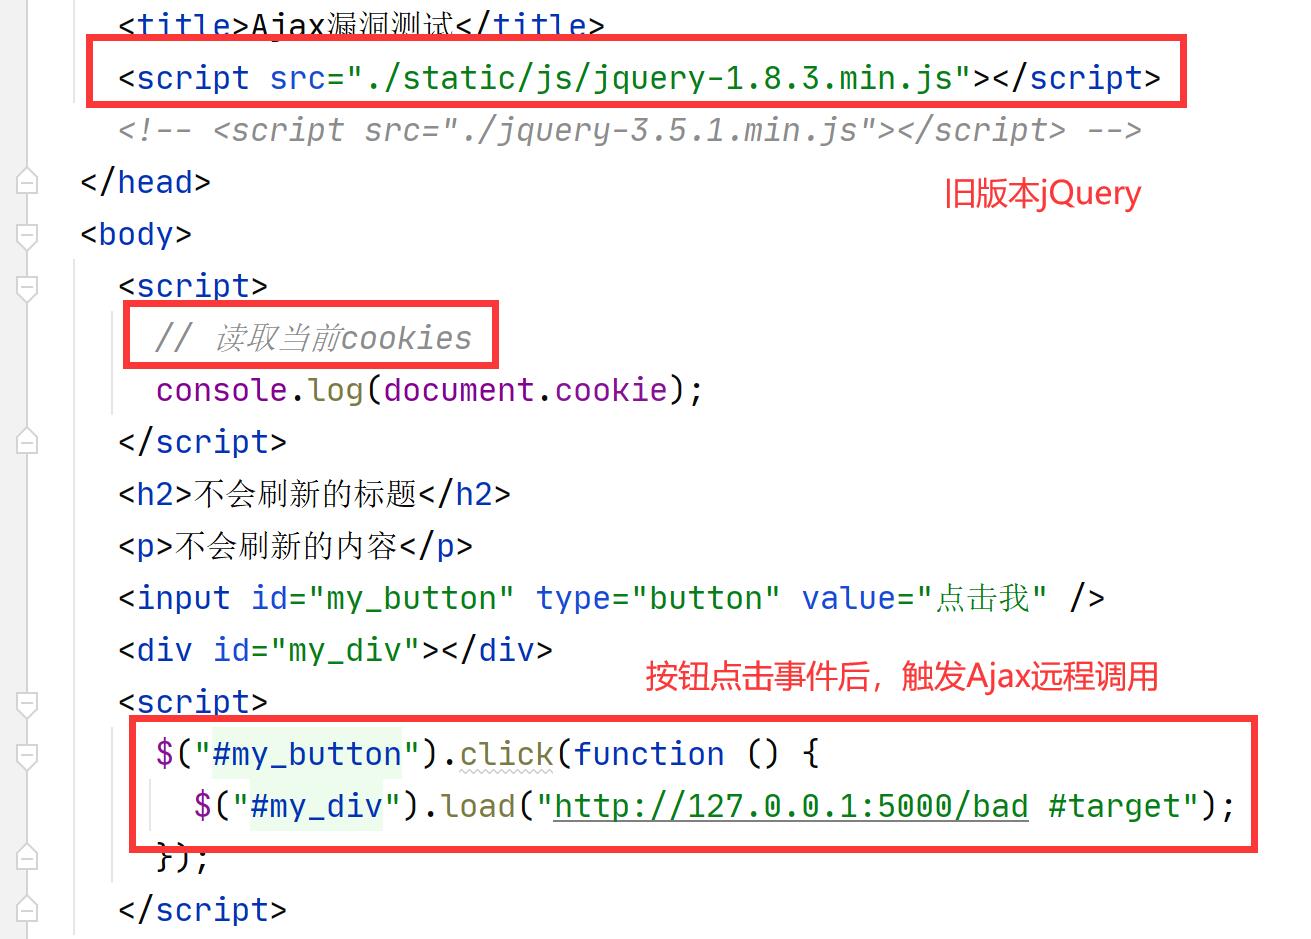 <title>Ajax漏洞测试</title>
<script src="./static/js/jquery-1.8.3.min.js"></script>
<!-- <script src="./jquery-3.5.1.min.js"></script> -->
</head>
旧版本jQuery
<body>
<script>
// 读取当前cookies
console.log(document.cookie);
</script>
<h2>不会刷新的标题</h2>
<p>不会刷新的内容</p>
<input id="my_button" type="button" value="点击我" />
<div id="my_div"></div>
按钮点击事件后，触发Ajax远程调用
<script>
$("#my_button").click(function () {
$("#my_div").load("http://127.0.0.1:5000/bad #target");
});
</script>